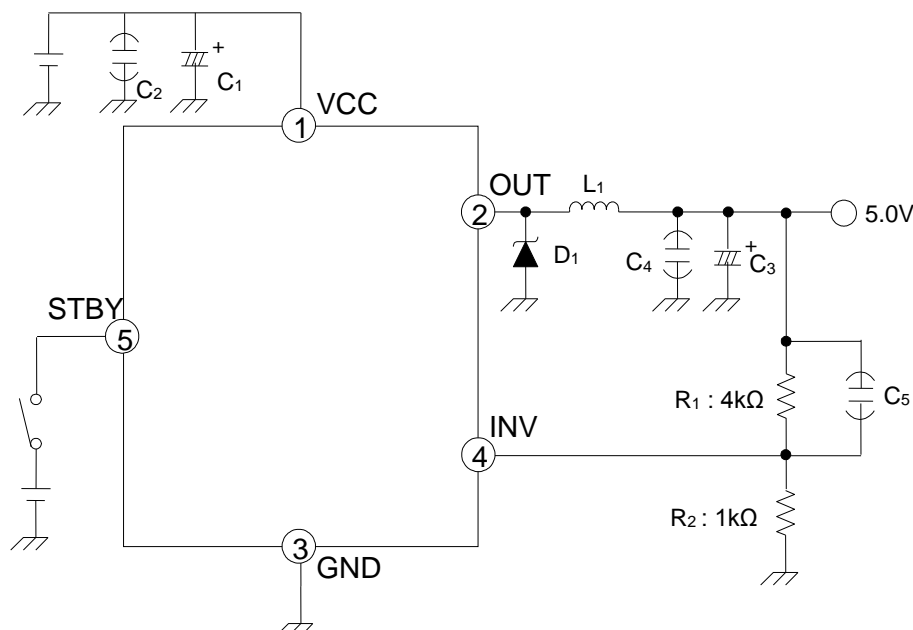 +
C2
C1
VCC
1
OUT
2
L1
5.0V
D1
C4
+
C3
STBY
5
R1 : 4kΩ
C5
INV
4
R2 : 1kΩ
3
GND